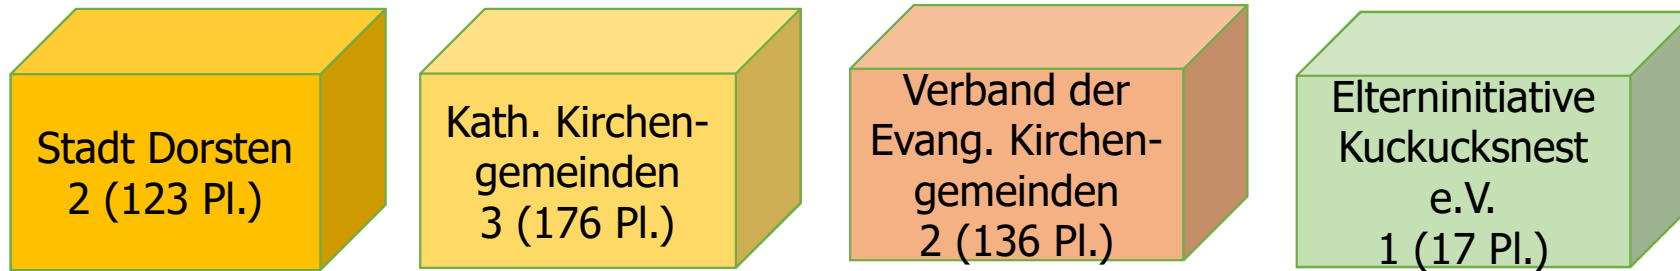 Stadt Dorsten
2 (123 Pl.)
Kath. Kirchen-
gemeinden
3 (176 Pl.)
Verband der
Evang. Kirchen-
gemeinden
2 (136 Pl.)
Elterninitiative
Kuckucksnest
e.V.
1 (17 Pl.)